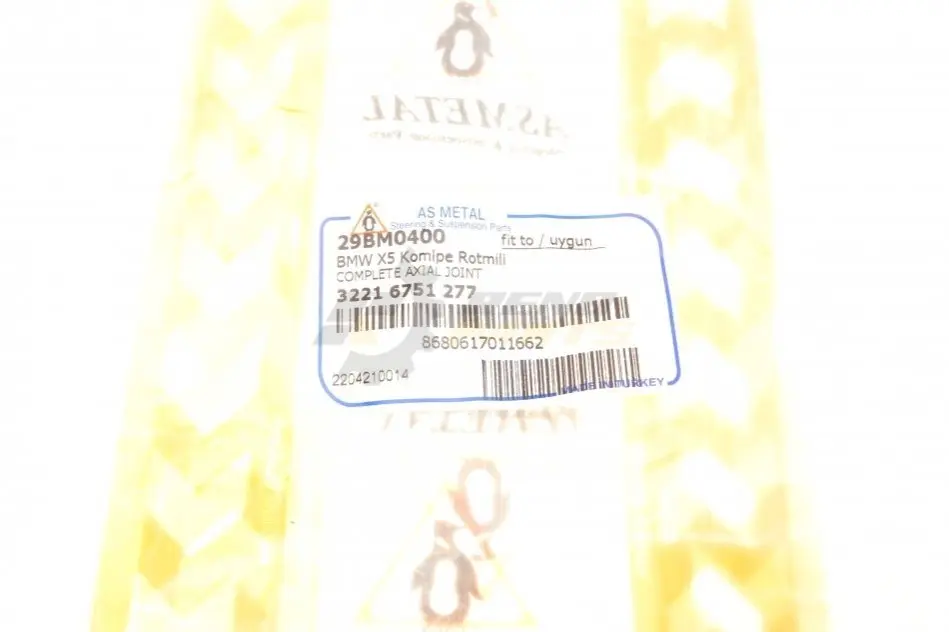 ASMETAL
AS METAL
Steering & Suspension Parts
29BM0400
fit to / uygun
BMW X5 Komipe Rotmili
COMPLETE AXIAL JOINT
3221 6751 277
8680617011662
2204210014
MADE IN TURKEY